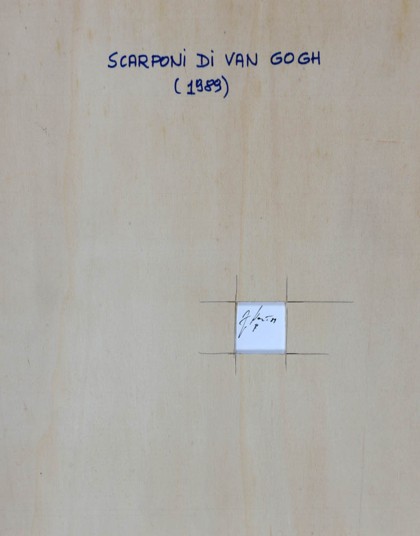 SCARPONI DI VAN GOGH
(1989)